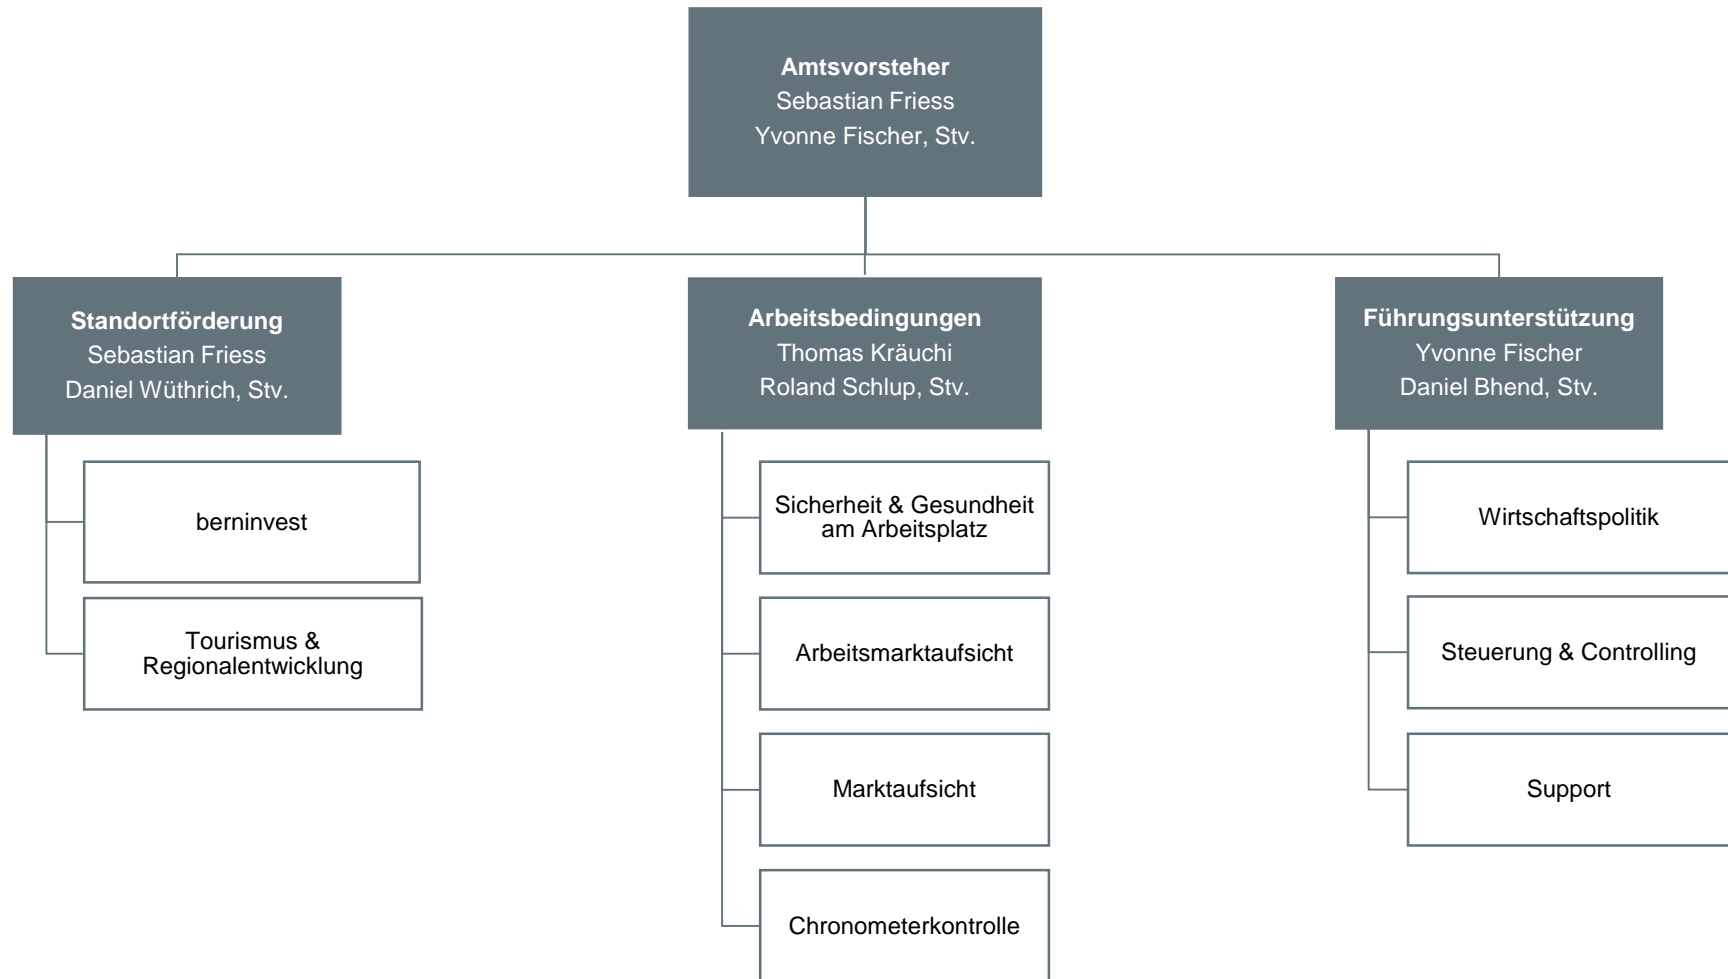 Amtsvorsteher
Sebastian Friess
Yvonne Fischer, Stv.
Standortförderung
Sebastian Friess
Daniel Wüthrich, Stv.
berninvest
Tourismus &
Regionalentwicklung
Arbeitsbedingungen
Thomas Kräuchi
Roland Schlup, Stv.
Sicherheit & Gesundheit
am Arbeitsplatz
Arbeitsmarktaufsicht
Marktaufsicht
Chronometerkontrolle
Führungsunterstützung
Yvonne Fischer
Daniel Bhend, Stv.
Wirtschaftspolitik
Steuerung & Controlling
Support